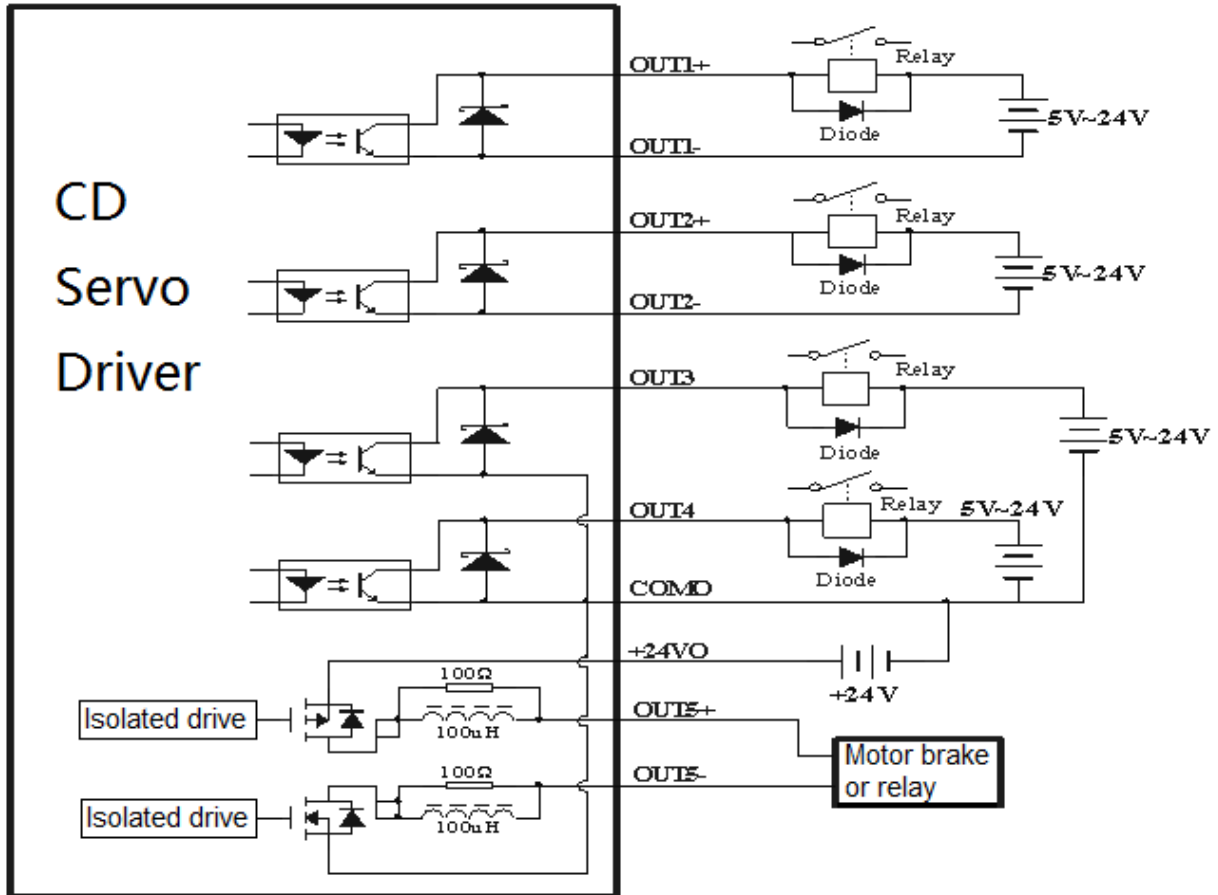 CD
Servo
Driver
OUT1+
Relay
5V~24V
Diode
OUT1-
OUT2+
Relay
5V~24V
Diode
OUT2-
OUT3
Relay
5V~24V
Diode
OUT4
Relay
5V~24V
Diode
COMO
+24VO
+24V
100Ω
100uH
Isolated drive
OUT5+
Motor brake
or relay
100Ω
OUT5-
100uH
Isolated drive